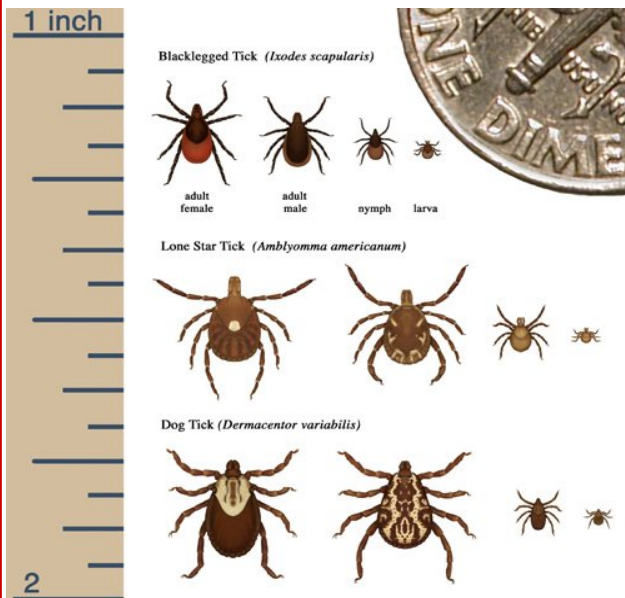 1 inch
Blacklegged Tick (Ixodes scapularis)
adult female
adult male
nymph
larva
ONE DIME
Lone Star Tick (Amblyomma americanum)
Dog Tick (Dermacentor variabilis)
2